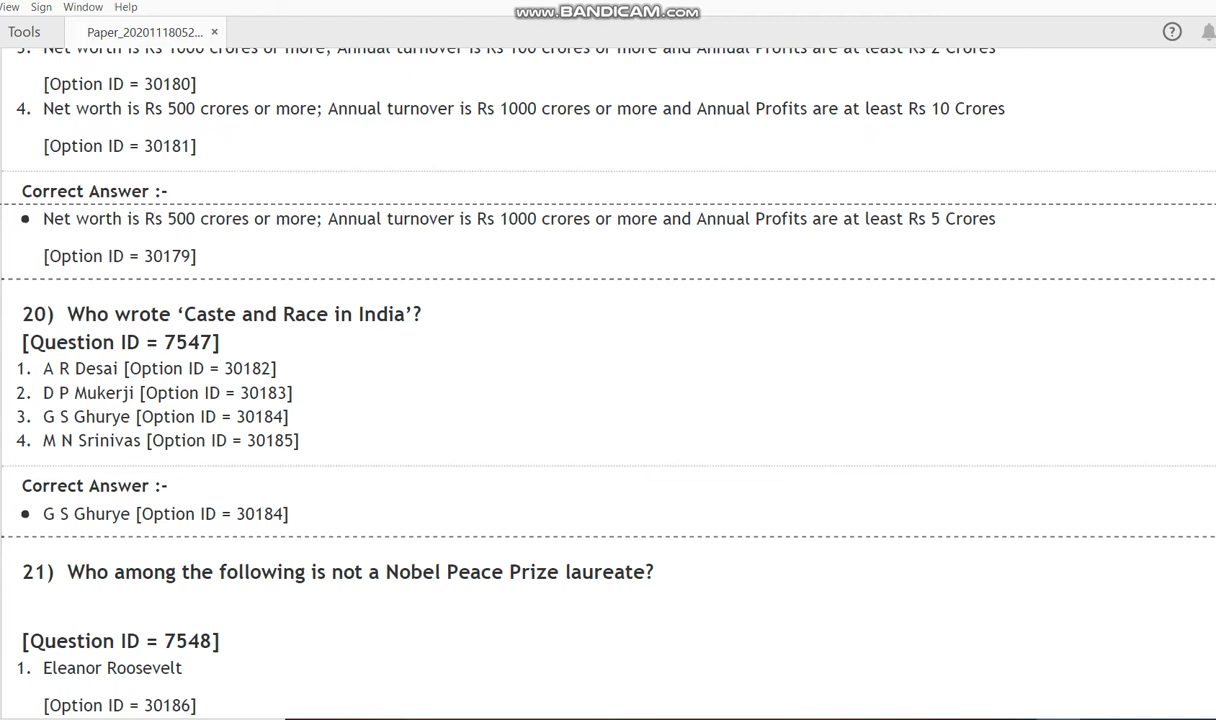 View Sign Window Help
www.BANDICAM.com
Tools Paper_20201118052... ×
3. Net worth is Rs 1000 crores or more; Annual turnover is Rs 100 crores or more and Annual Profits are at least Rs 2 Crores
[Option ID = 30180]
4. Net worth is Rs 500 crores or more; Annual turnover is Rs 1000 crores or more and Annual Profits are at least Rs 10 Crores
[Option ID = 30181]
Correct Answer :-
• Net worth is Rs 500 crores or more; Annual turnover is Rs 1000 crores or more and Annual Profits are at least Rs 5 Crores
[Option ID = 30179]
20) Who wrote ‘Caste and Race in India’?
[Question ID = 7547]
1. A R Desai [Option ID = 30182]
2. D P Mukerji [Option ID = 30183]
3. G S Ghurye [Option ID = 30184]
4. M N Srinivas [Option ID = 30185]
Correct Answer :-
• G S Ghurye [Option ID = 30184]
21) Who among the following is not a Nobel Peace Prize laureate?
[Question ID = 7548]
1. Eleanor Roosevelt
[Option ID = 30186]